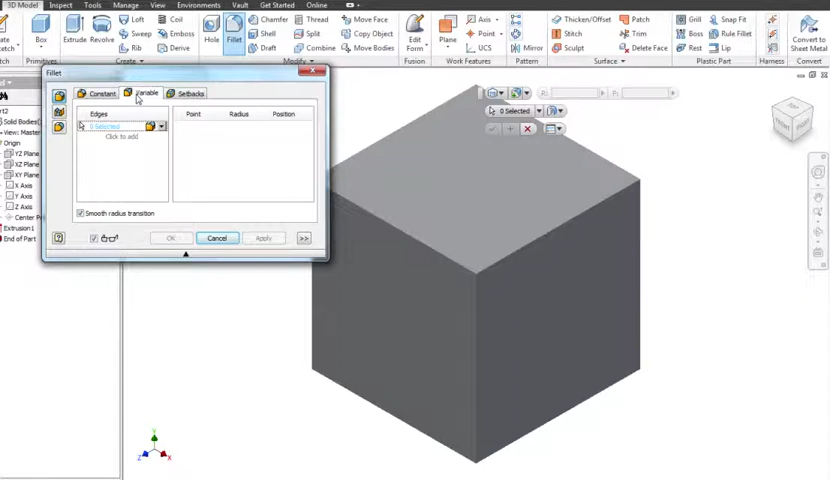 3D Model Inspect Tools Manage View Environments Vault Get Started Online
Box
Primitives
Extrude Revolve
Loft
Sweep
Rib
Coil
Emboss
Derive
Create
Hole
Fillet
Chamfer
Shell
Draft
Thread
Split
Combine
Move Face
Copy Object
Move Bodies
Modify
Edit
Form
Fusion
Plane
Axis
Point
UCS
Work Features
Mirror
Pattern
Thicken/Offset
Stitch
Sculpt
Patch
Trim
Delete Face
Surface
Grill
Boss
Rest
Snap Fit
Rule Fillet
Lip
Plastic Part
Harness
Convert to
Sheet Metal
Fillet
Constant Variable Setbacks
Edges
0 Selected
Click to add
Point Radius Position
Smooth radius transition
OK Cancel Apply >>
0 Selected
Solid Bodies(
View: Master
Origin
YZ Plane
XZ Plane
XY Plane
X Axis
Y Axis
Z Axis
Center P
Extrusion1
End of Part
TOP
FRONT
RIGHT
Y
Z X